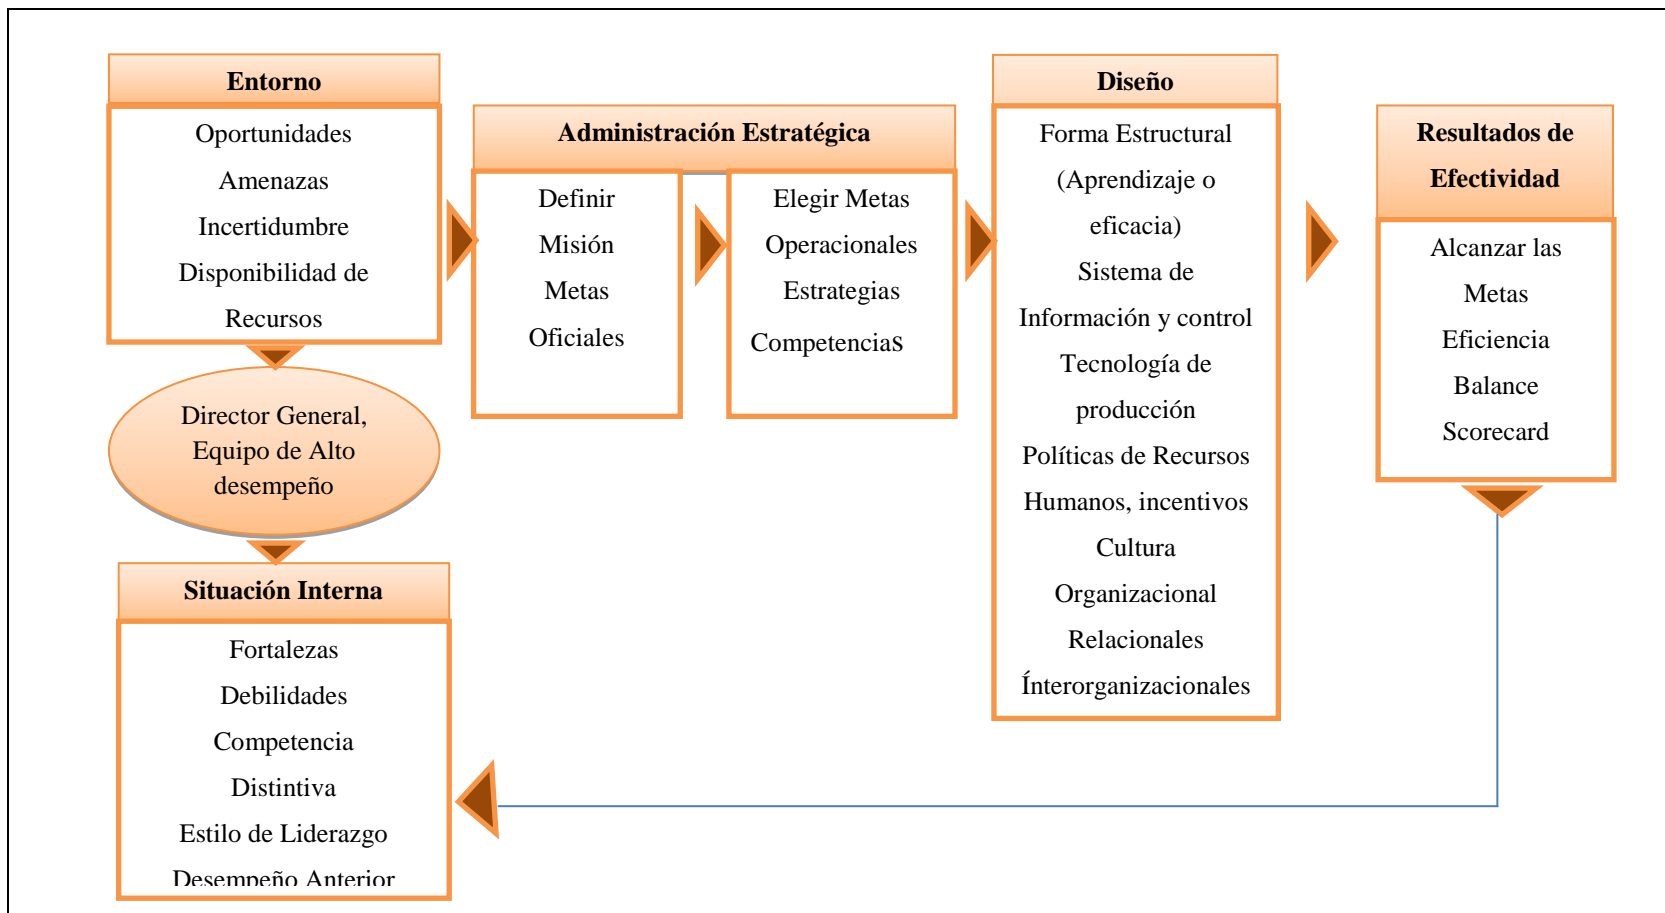 Entorno
Oportunidades
Amenazas
Incertidumbre
Disponibilidad de
Recursos
Director General,
Equipo de Alto
desempeño
Situación Interna
Fortalezas
Debilidades
Competencia
Distintiva
Estilo de Liderazgo
Desempeño Anterior
Administración Estratégica
Definir
Misión
Metas
Oficiales
Elegir Metas
Operacionales
Estrategias
Competencias
Diseño
Forma Estructural
(Aprendizaje o
eficacia)
Sistema de
Información y control
Tecnología de
producción
Políticas de Recursos
Humanos, incentivos
Cultura
Organizacional
Relacionales
Ínterorganizacionales
Resultados de
Efectividad
Alcanzar las
Metas
Eficiencia
Balance
Scorecard